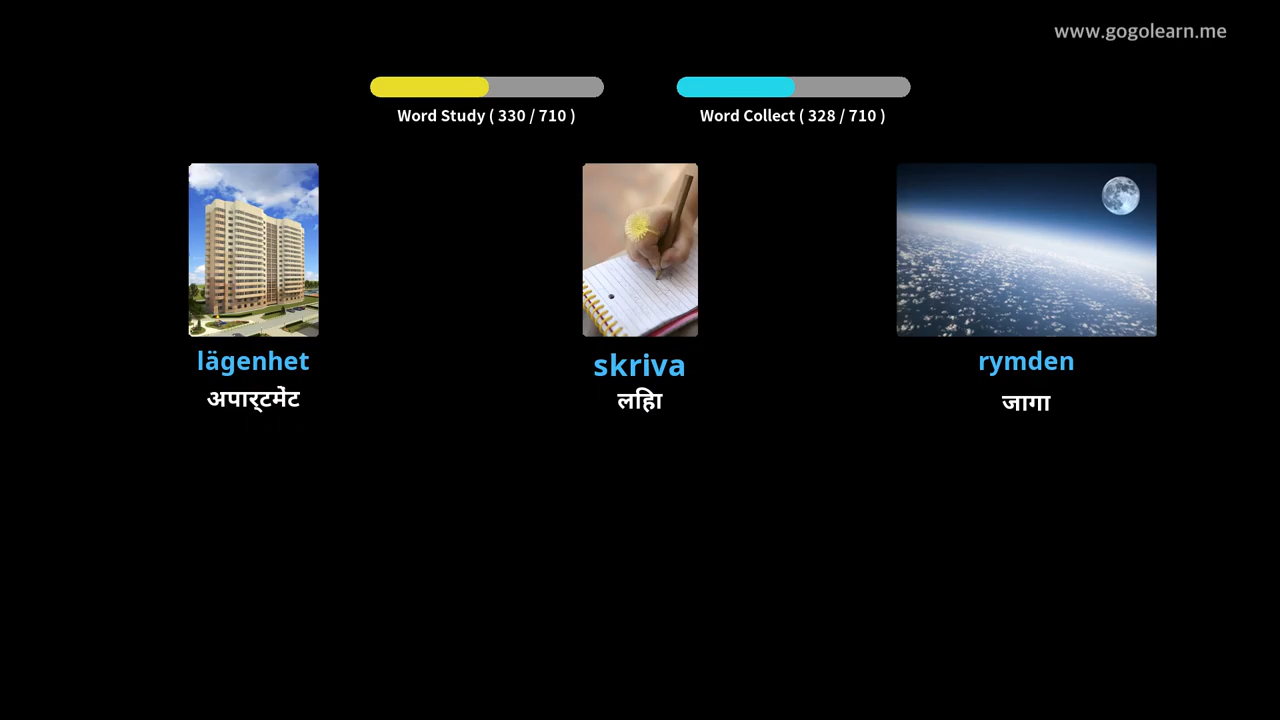 www.gogolearn.me
Word Study ( 330 / 710 )
Word Collect ( 328 / 710 )
lägenhet
skriva
rymden
अपार्टमेंट
लिहा
जागा